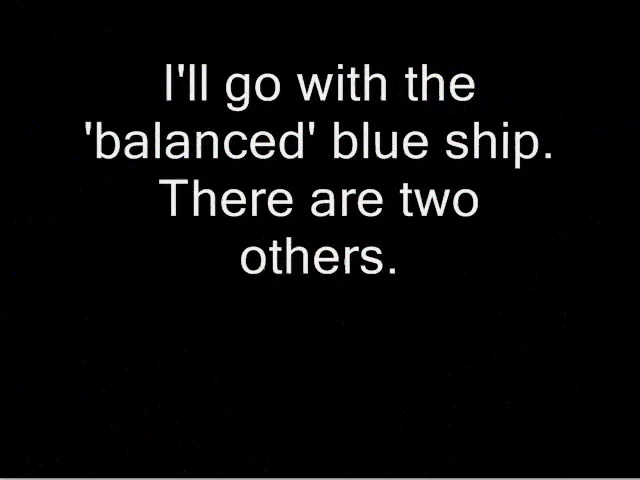 I'll go with the
'balanced' blue ship.
There are two
others.